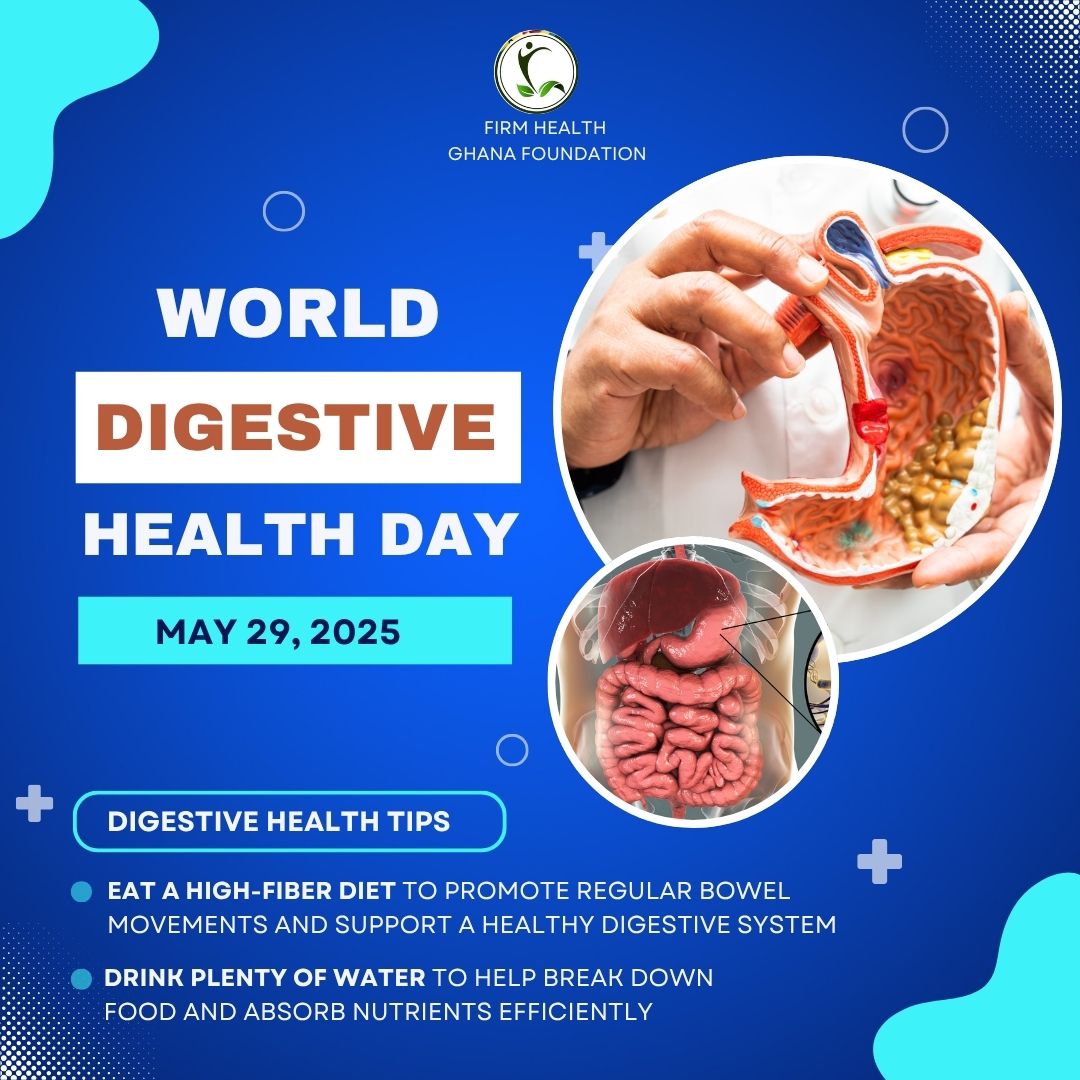 FIRM HEALTH
GHANA FOUNDATION
WORLD
DIGESTIVE
HEALTH DAY
MAY 29, 2025
DIGESTIVE HEALTH TIPS
EAT A HIGH-FIBER DIET TO PROMOTE REGULAR BOWEL
MOVEMENTS AND SUPPORT A HEALTHY DIGESTIVE SYSTEM
DRINK PLENTY OF WATER TO HELP BREAK DOWN
FOOD AND ABSORB NUTRIENTS EFFICIENTLY